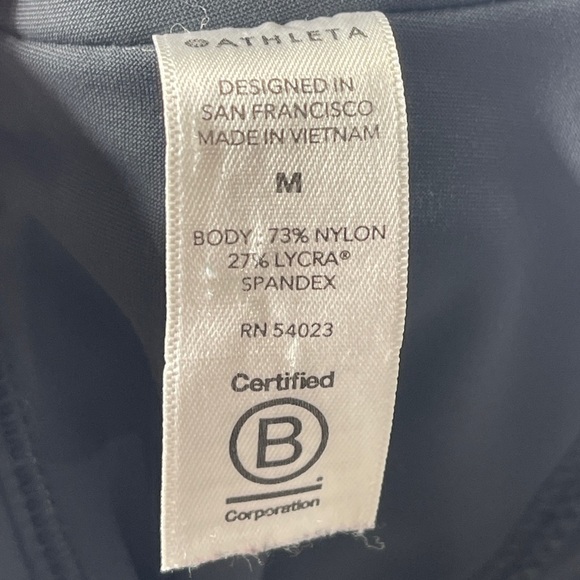 ATHLETA
DESIGNED IN
SAN FRANCISCO
MADE IN VIETNAM
M
BODY : 73% NYLON
27% LYCRA®
SPANDEX
RN 54023
Certified
B
Corporation